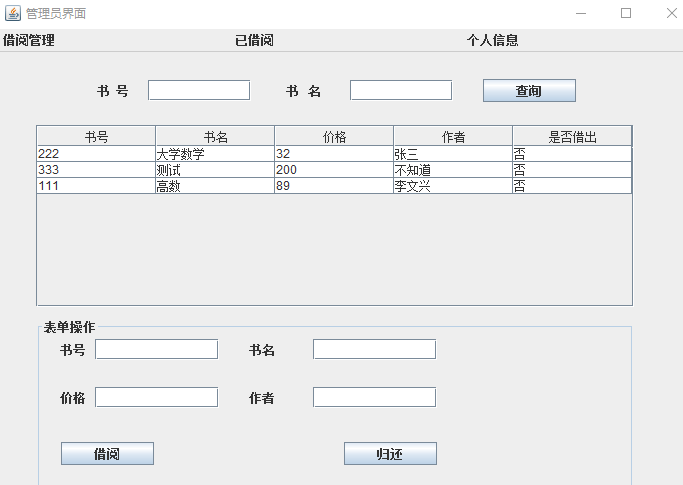 管理员界面
借阅管理 已借阅 个人信息
书 号 书 名 查询
书号 书名 价格 作者 是否借出
222 大学数学 32 张三 否
333 测试 200 不知道 否
111 高数 89 李文兴 否
表单操作
书号 书名
价格 作者
借阅 归还